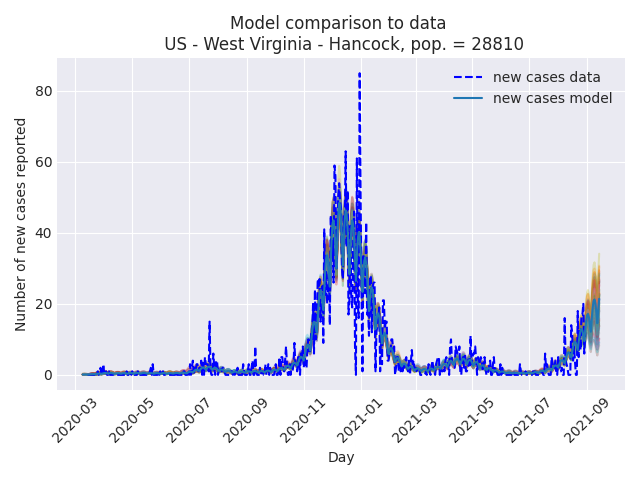 Model comparison to data
US - West Virginia - Hancock, pop. = 28810
new cases data
new cases model
Number of new cases reported
80
60
40
20
0
2020-03
2020-05
2020-07
2020-09
2020-11
2021-01
2021-03
2021-05
2021-07
2021-09
Day